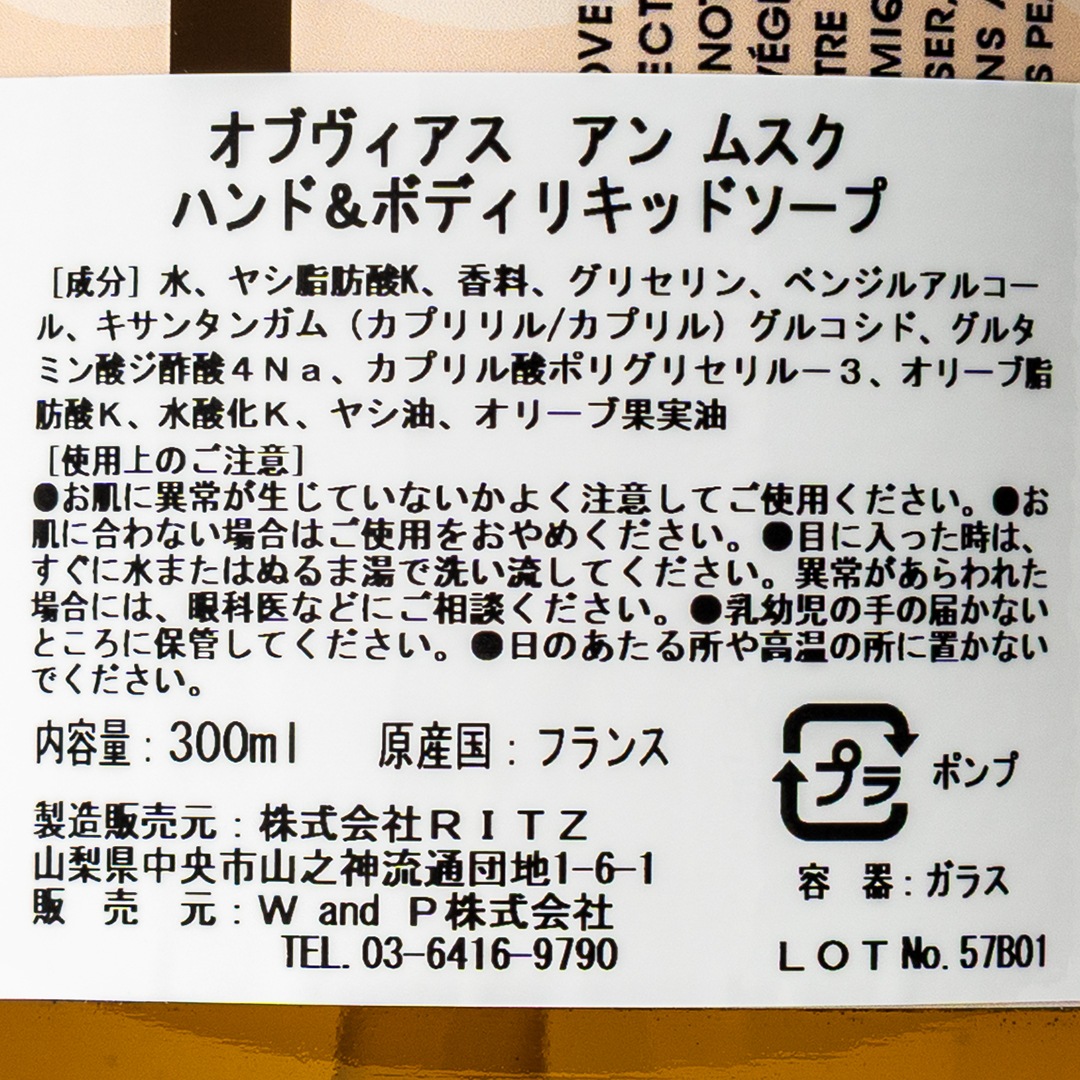 OVE
ECT
NOT
VÉGÉ
TRE
MIG
SER
NS A
S PEA
オブヴィアス　アン ムスク
ハンド&ボディリキッドソープ
［成分］水、ヤシ脂肪酸K、香料、グリセリン、ベンジルアルコー
ル、キサンタンガム（カプリリル/カプリル）グルコシド、グルタ
ミン酸ジ酢酸４Ｎａ、カプリル酸ポリグリセリル－３、オリーブ脂
肪酸Ｋ、水酸化Ｋ、ヤシ油、オリーブ果実油
［使用上のご注意］
●お肌に異常が生じていないかよく注意してご使用ください。●お
肌に合わない場合はご使用をおやめください。●目に入った時は、
すぐに水またはぬるま湯で洗い流してください。異常があらわれた
場合には、眼科医などにご相談ください。●乳幼児の手の届かない
ところに保管してください。●日のあたる所や高温の所に置かない
でください。
内容量：300ml　原産国：フランス
プラ ポンプ
製造販売元：株式会社ＲＩＴＺ
山梨県中央市山之神流通団地1-6-1
容　器：ガラス
販　売　元：W and P株式会社
TEL. 03-6416-9790
ＬＯＴ No. 57B01